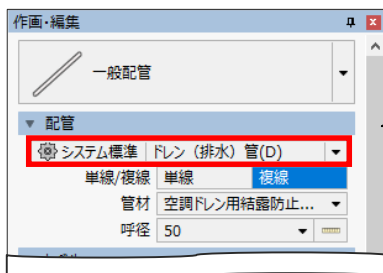 作画・編集
一般配管
配管
システム標準 ドレン（排水）管(D)
単線/複線 単線 複線
管材 空調ドレン用結露防止...
呼径 50